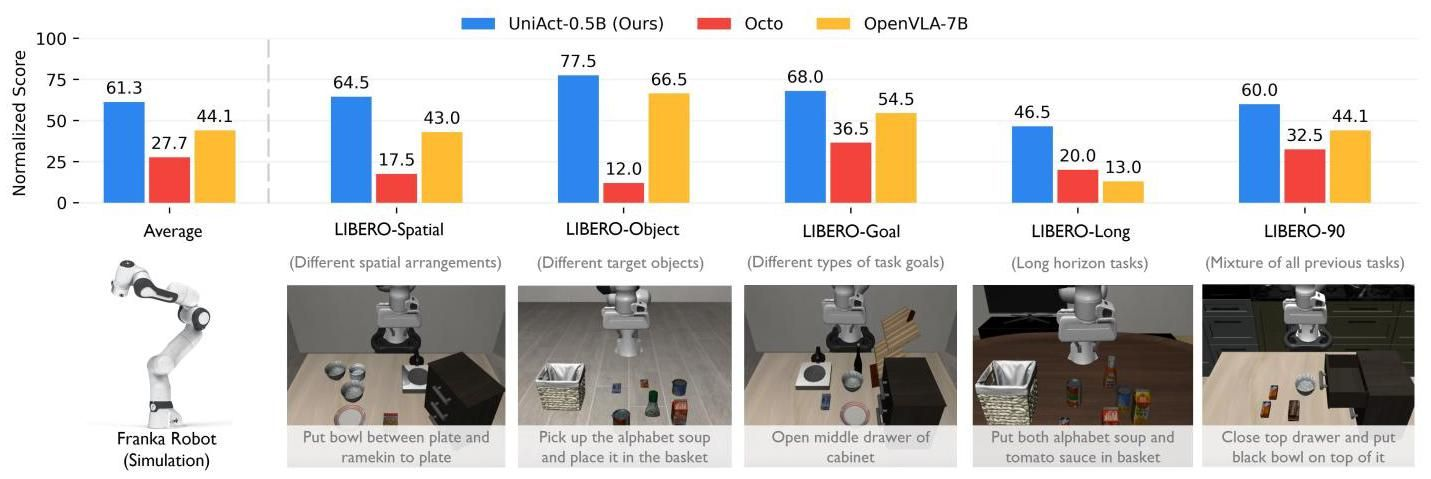 UniAct-0.5B (Ours) Octo OpenVLA-7B
Normalized Score
100
75
50
25
0
61.3
27.7
44.1
64.5
17.5
43.0
77.5
12.0
66.5
68.0
36.5
54.5
46.5
20.0
13.0
60.0
32.5
44.1
Average LIBERO-Spatial LIBERO-Object LIBERO-Goal LIBERO-Long LIBERO-90
(Different spatial arrangements) (Different target objects) (Different types of task goals) (Long horizon tasks) (Mixture of all previous tasks)
Franka Robot
(Simulation)
Put bowl between plate and
ramekin to plate
Pick up the alphabet soup
and place it in the basket
Open middle drawer of
cabinet
Put both alphabet soup and
tomato sauce in basket
Close top drawer and put
black bowl on top of it